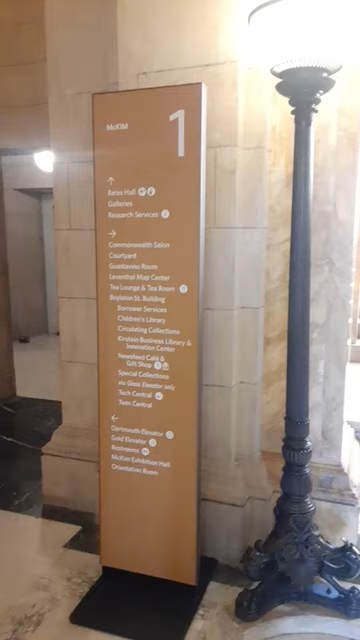 McKIM
1
↑
Bates Hall
Galleries
Research Services
→
Commonwealth Salon
Courtyard
Guastavino Room
Leventhal Map Center
Tea Lounge & Tea Room
Boylston St. Building
Borrower Services
Children's Library
Circulating Collections
Kirstein Business Library &
Innovation Center
Newsfeed Café &
Gift Shop
Special Collections
via Glass Elevator only
Tech Central
Teen Central
←
Dartmouth Elevator
Gold Elevator
Restrooms
McKim Exhibition Hall
Orientation Room